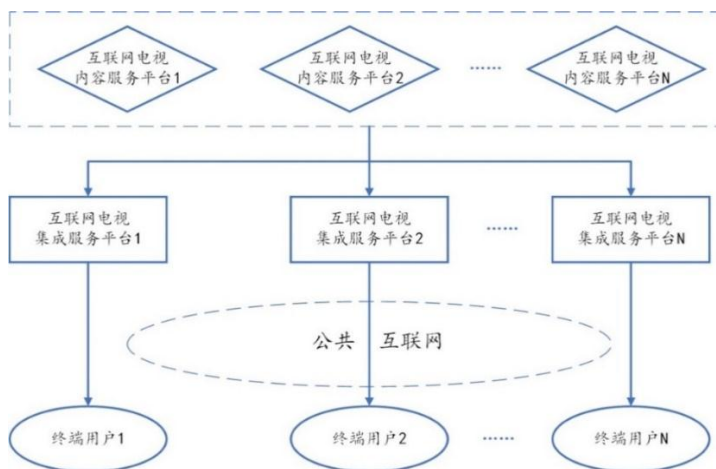 互联网电视
内容服务平台1
互联网电视
内容服务平台2
……
互联网电视
内容服务平台N
互联网电视
集成服务平台1
互联网电视
集成服务平台2
……
互联网电视
集成服务平台N
公共 互联网
终端用户1
终端用户2
……
终端用户N